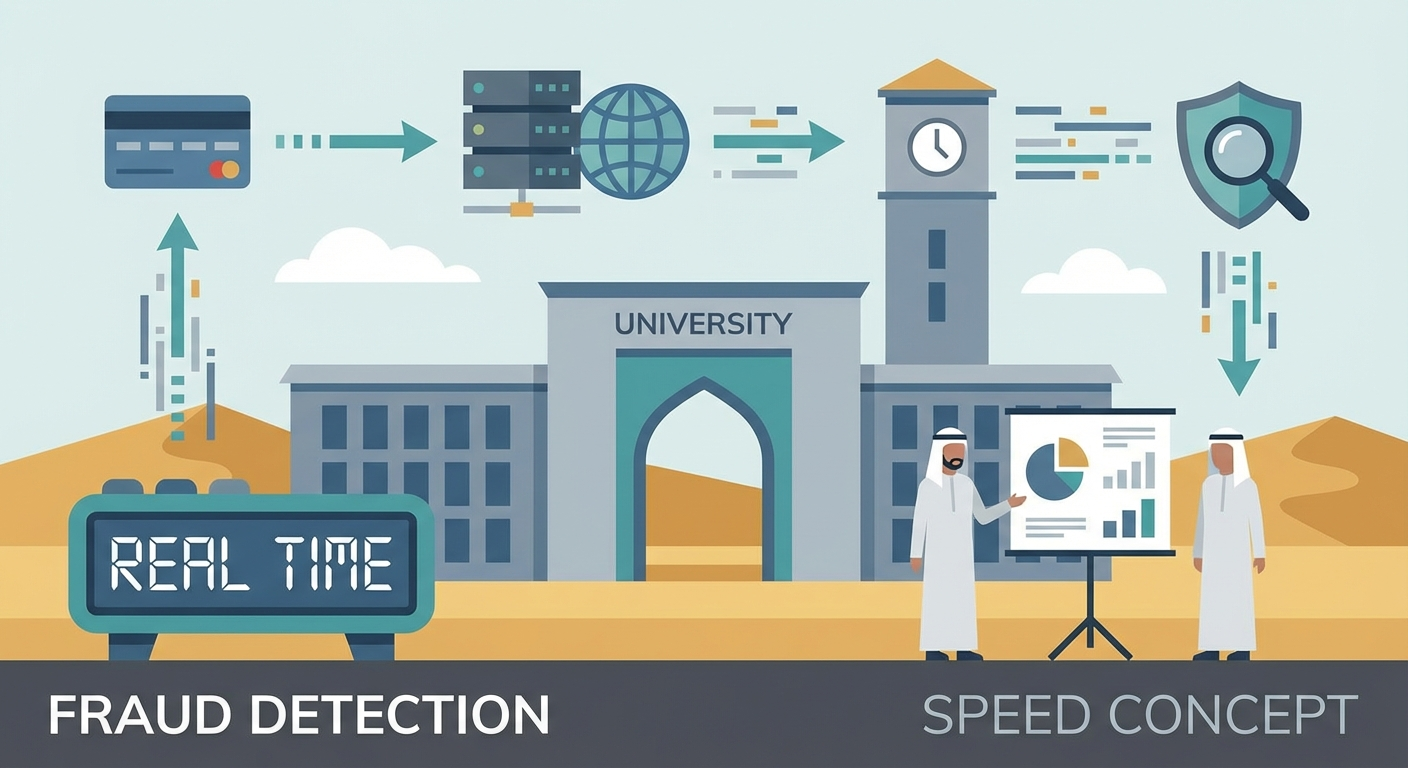 UNIVERSITY
REAL TIME
FRAUD DETECTION
SPEED CONCEPT